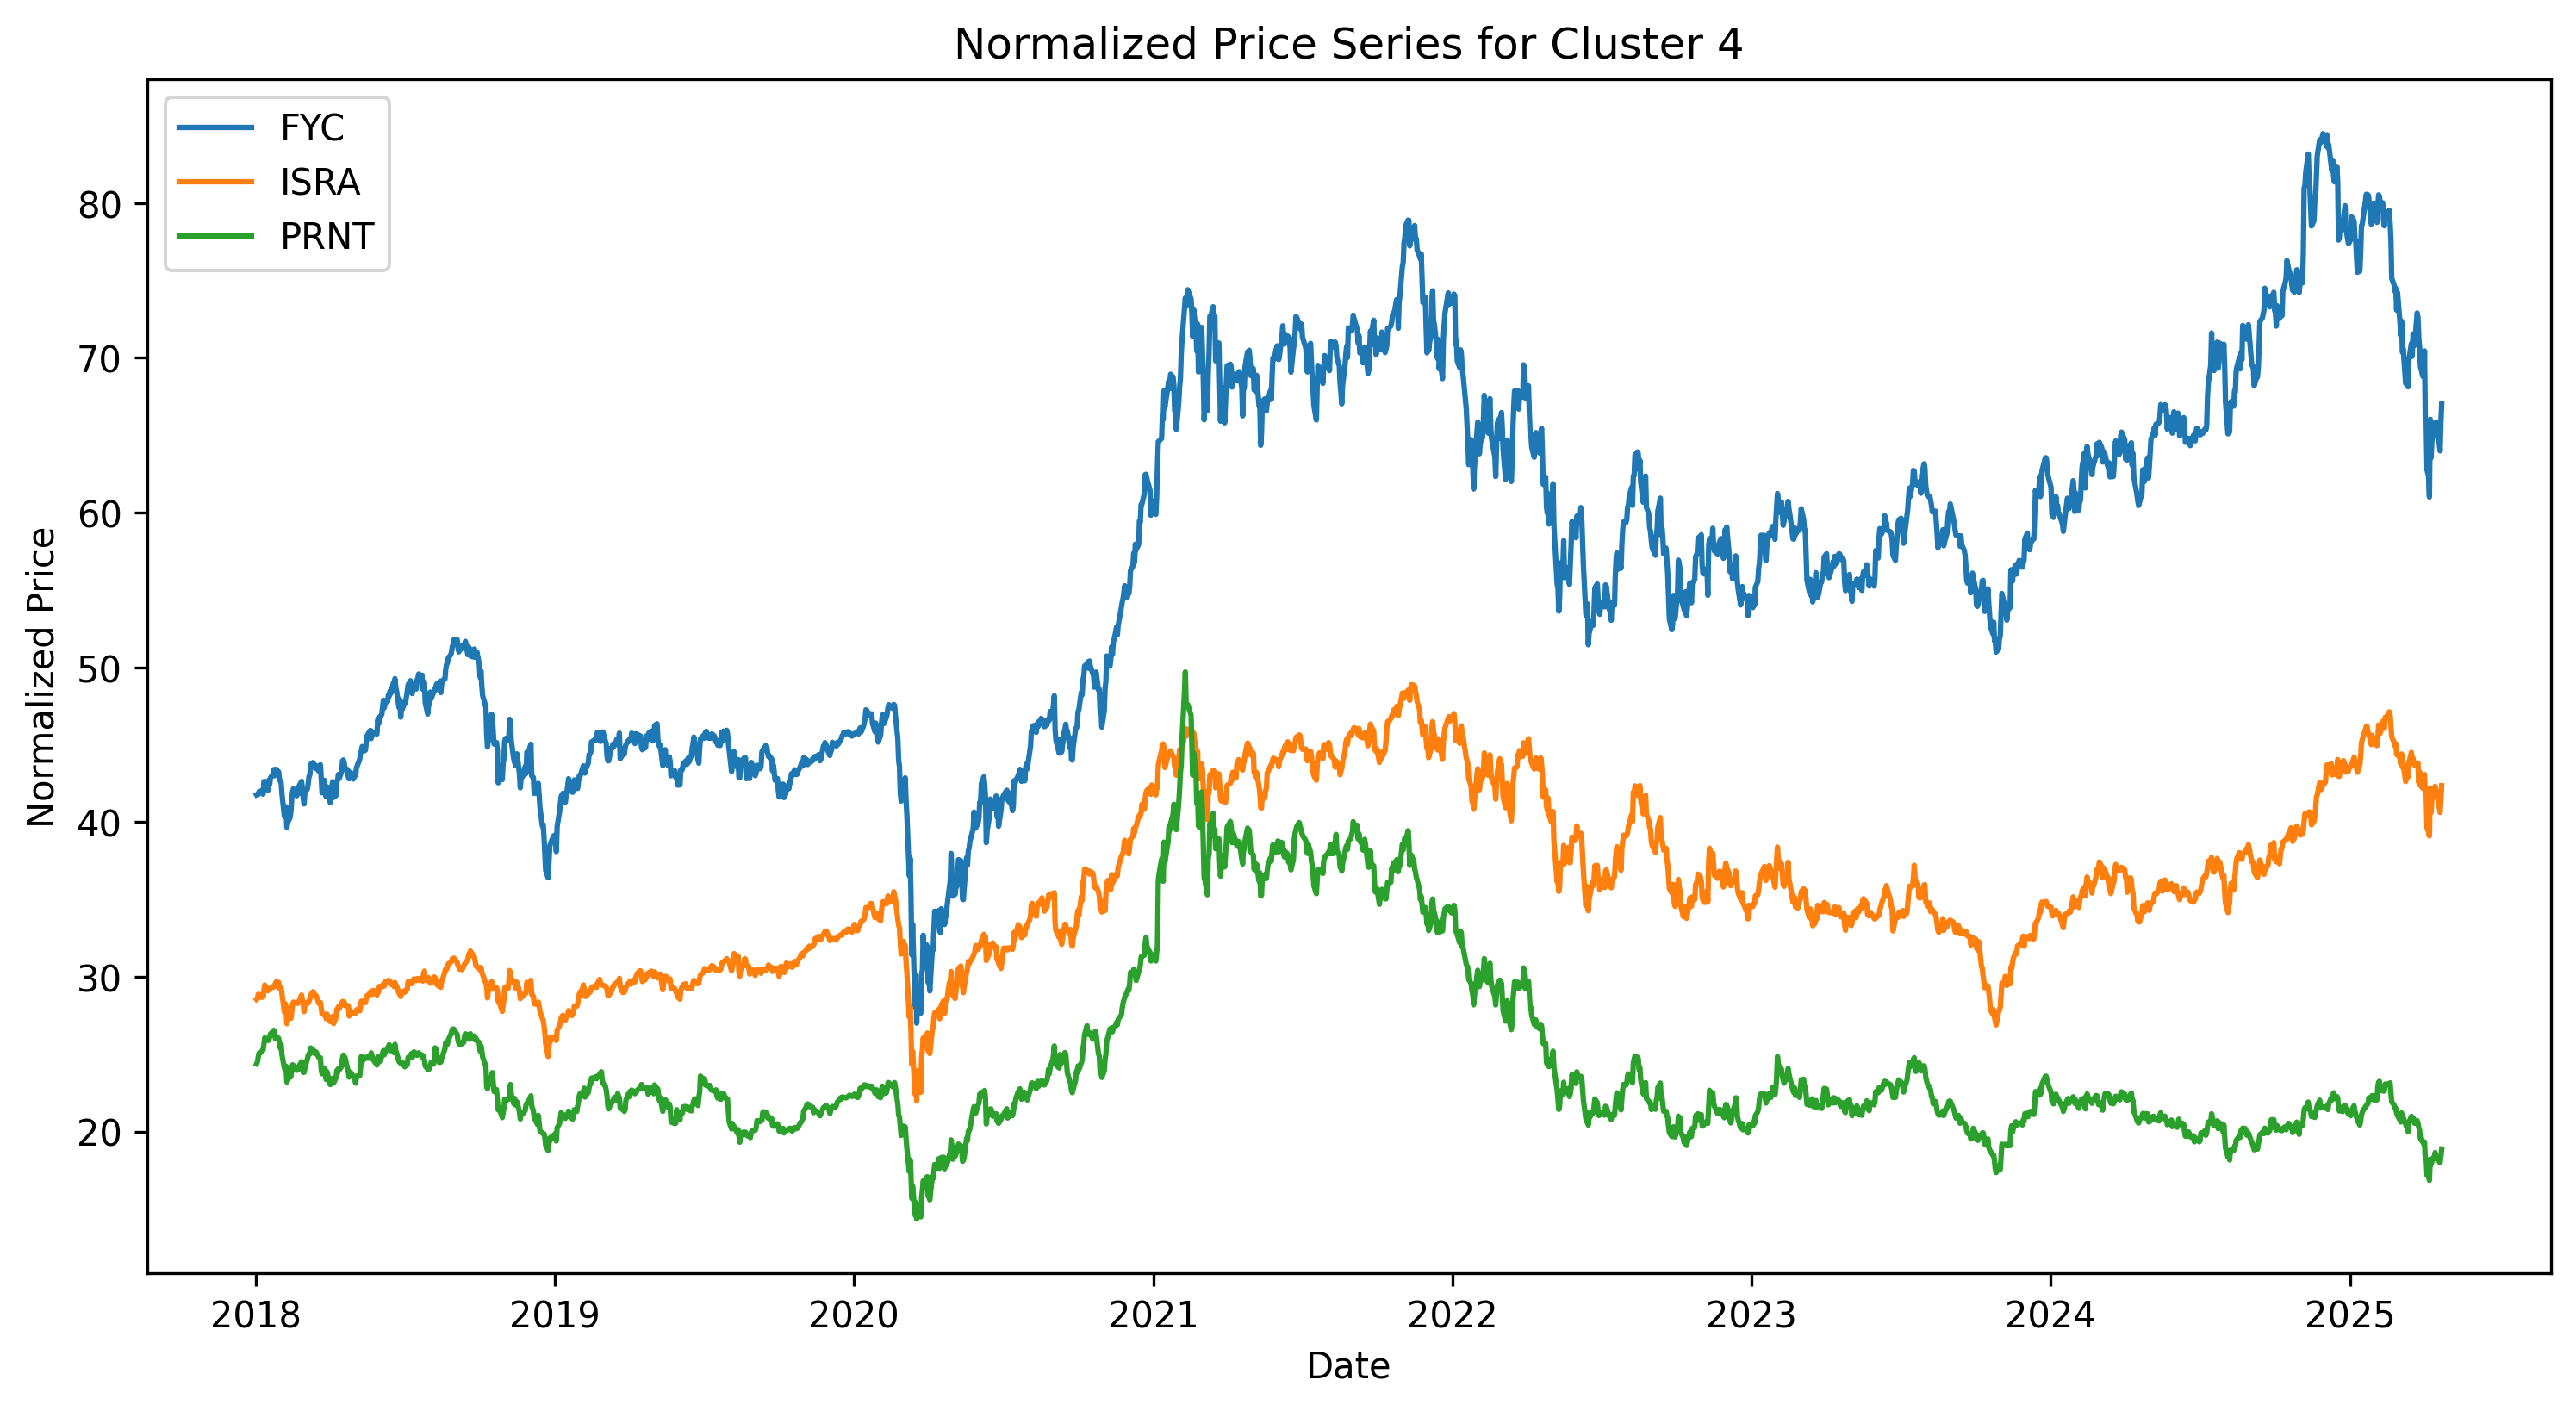 Normalized Price Series for Cluster 4
FYC
ISRA
PRNT
Normalized Price
80
70
60
50
40
30
20
2018 2019 2020 2021 2022 2023 2024 2025
Date